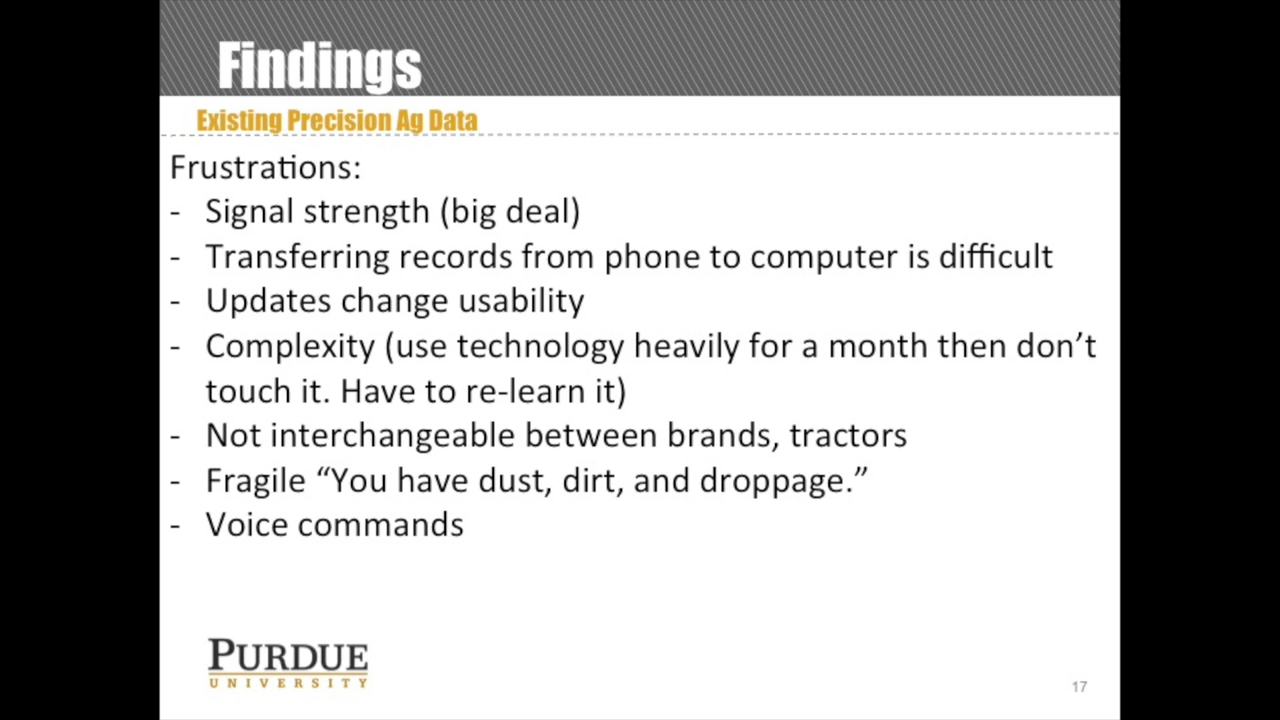 Findings
Existing Precision Ag Data
Frustrations:
- Signal strength (big deal)
- Transferring records from phone to computer is difficult
- Updates change usability
- Complexity (use technology heavily for a month then don’t
touch it. Have to re-learn it)
- Not interchangeable between brands, tractors
- Fragile “You have dust, dirt, and droppage.”
- Voice commands
PURDUE
UNIVERSITY
17